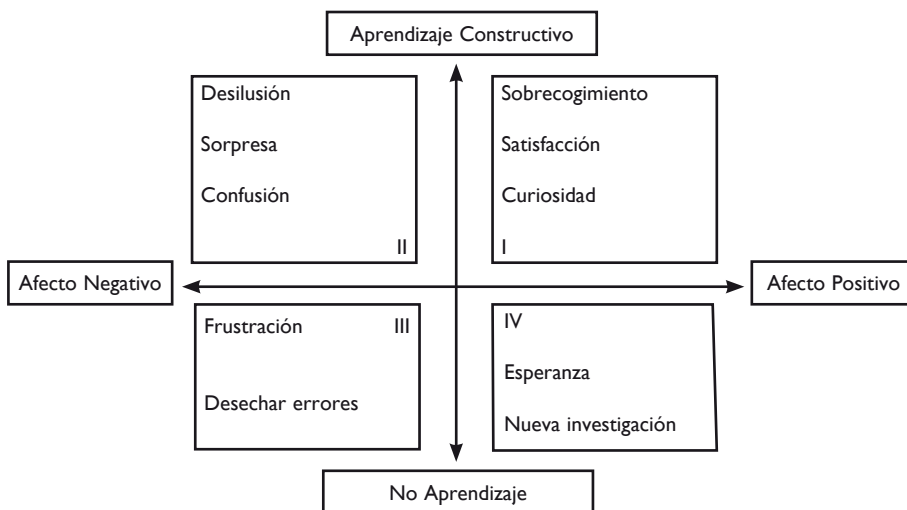 Aprendizaje Constructivo
Desilusión
Sorpresa
Confusión
II
Sobrecogimiento
Satisfacción
Curiosidad
I
Afecto Negativo
Afecto Positivo
Frustración III
Desechar errores
IV
Esperanza
Nueva investigación
No Aprendizaje